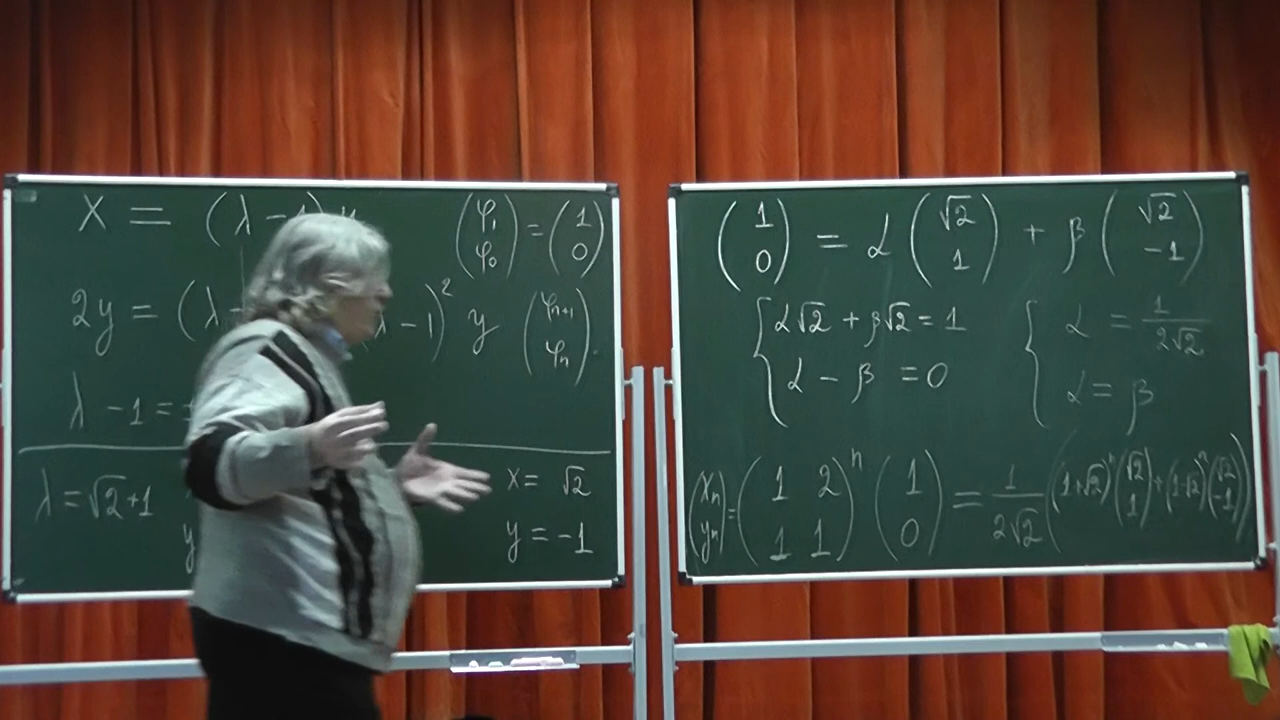 x = (λ - 1) y
(φ₁ φ₀) = (1 0)
2y = (λ - λ - 1)² y
(φₙ₊₁ φₙ)
λ - 1 =
λ = √2 + 1
y
x = √2
y = -1
(1 0) = α (√2 1) + β (√2 -1)
{ α√2 + β√2 = 1
α - β = 0
{ α = 1/(2√2)
α = β
(xₙ yₙ) = (1 2 1 1)ⁿ (1 0) = 1/(2√2) ((1+√2)ⁿ (√2 1) + (1-√2)ⁿ (√2 -1))